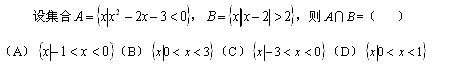 设集合 A={x|x²−2x−3<0}, B={x||x−2|>2}, 则 A∩B=( )
(A) {x|−1<x<0} (B) {x|0<x<3} (C) {x|−3<x<0} (D) {x|0<x<1}